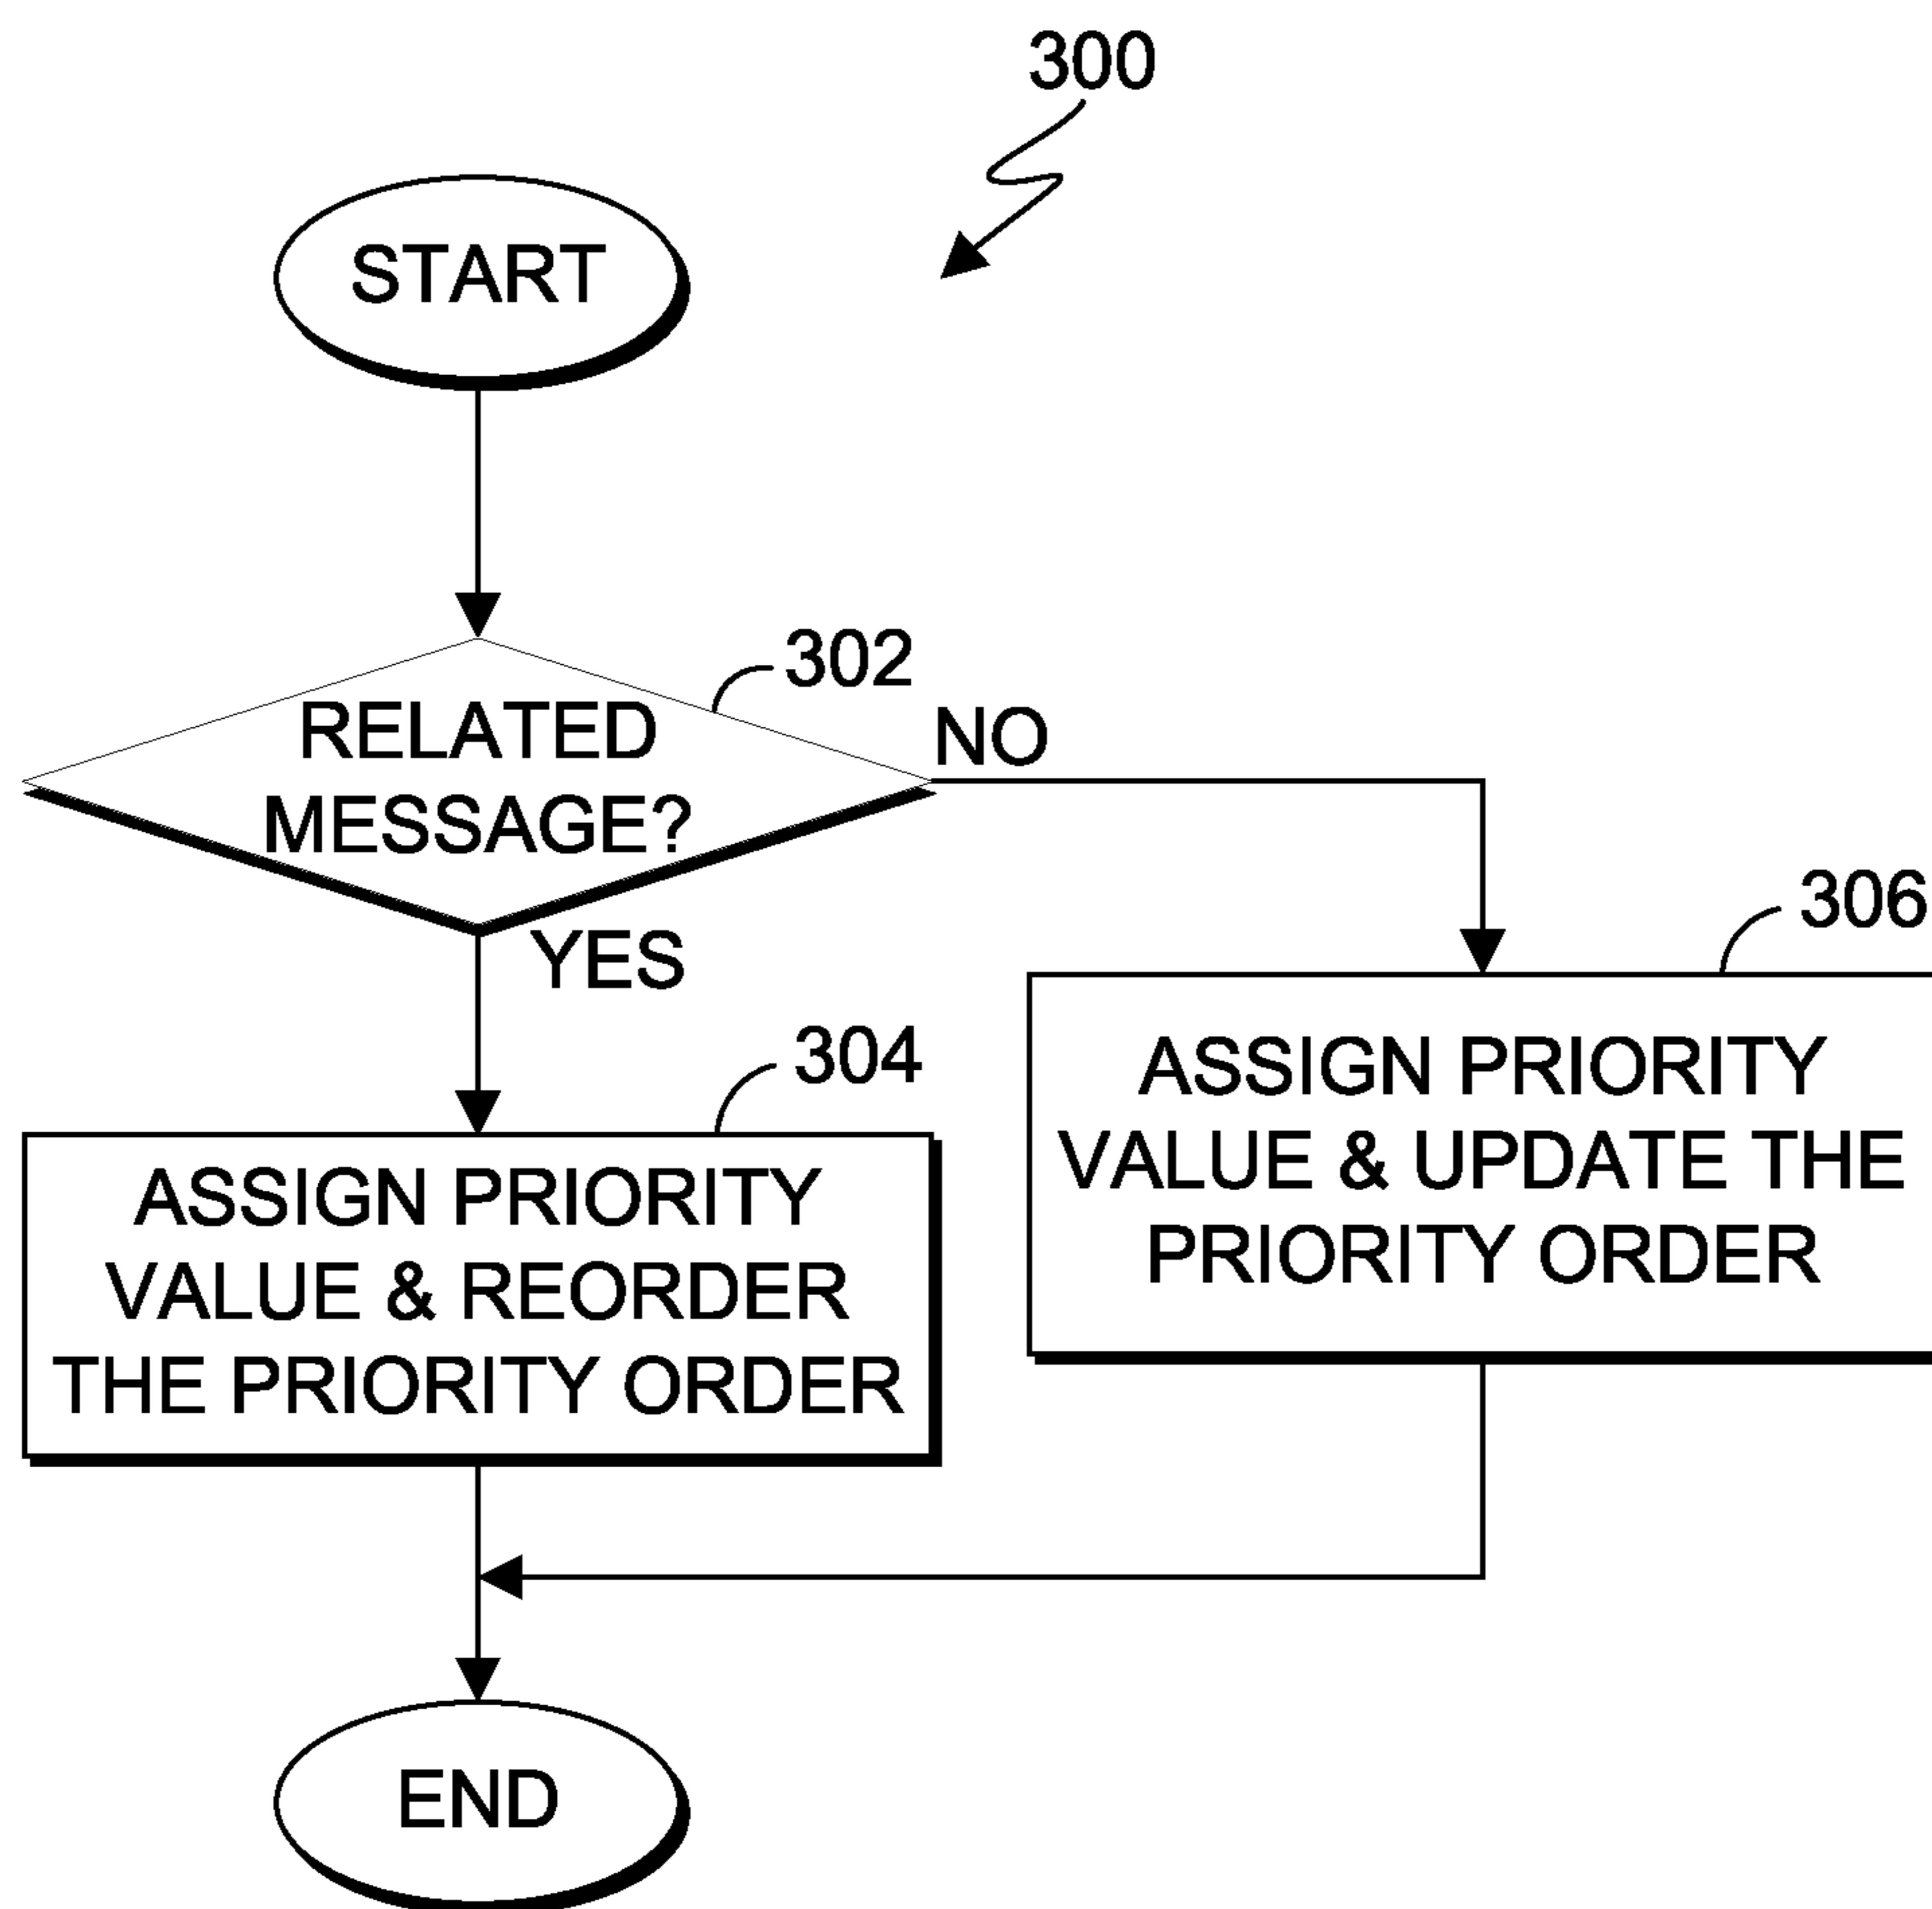 300
START
302
RELATED
MESSAGE?
NO
YES
306
ASSIGN PRIORITY
VALUE & UPDATE THE
PRIORITY ORDER
304
ASSIGN PRIORITY
VALUE & REORDER
THE PRIORITY ORDER
END